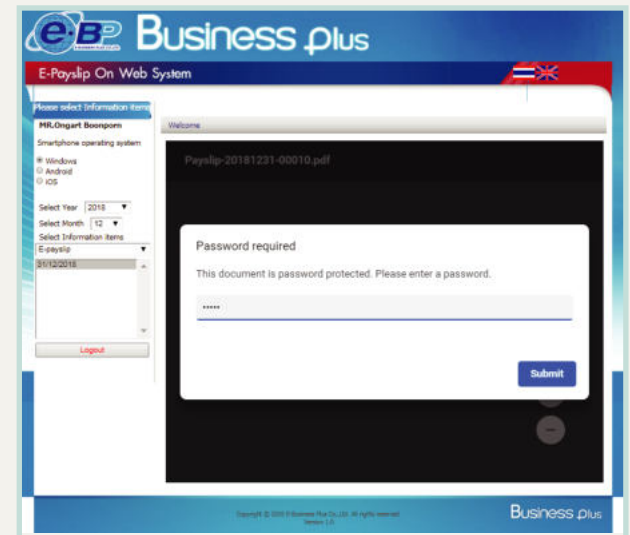 e-BP Business Plus
E-Payslip On Web System
Please select Information items
MR.Ongart Boonporn
Welcome
Smartphone operating system
Windows
Android
iOS
Select Year 2018
Select Month 12
Select Information items
E-payslip
31/12/2018
Logout
Payslip-20181231-00010.pdf
Password required
This document is password protected. Please enter a password.
•••••
Submit
Business Plus